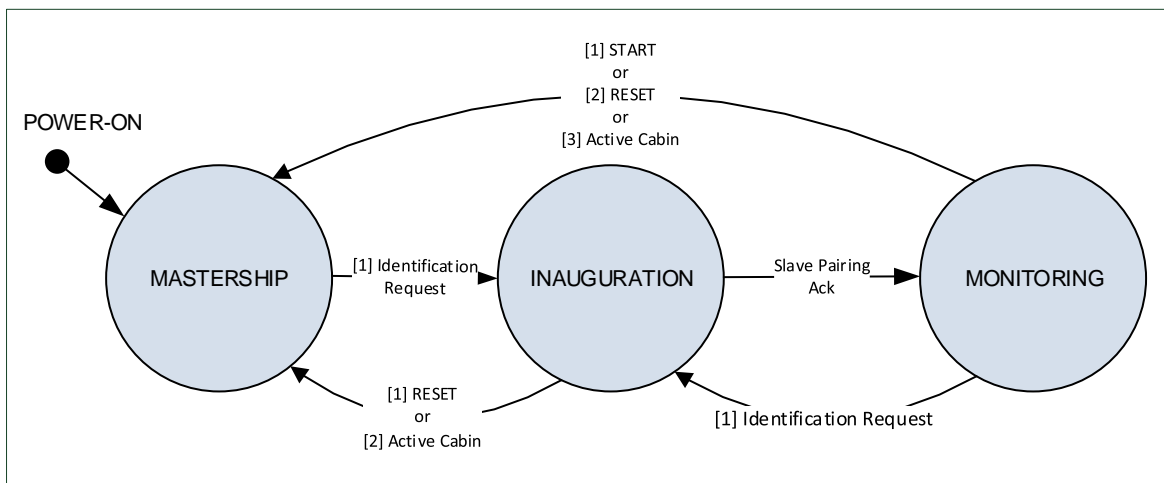 [1] START
or
[2] RESET
or
[3] Active Cabin
POWER-ON
MASTERSHIP
[1] Identification
Request
INAUGURATION
Slave Pairing
Ack
MONITORING
[1] RESET
or
[2] Active Cabin
[1] Identification Request